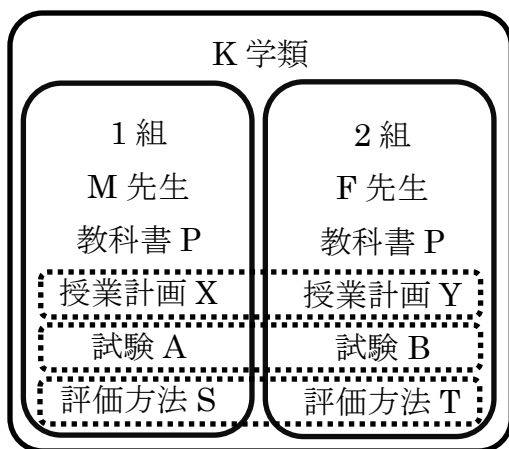 K 学類
1 組
M 先生
教科書 P
授業計画 X
試験 A
評価方法 S
2 組
F 先生
教科書 P
授業計画 Y
試験 B
評価方法 T